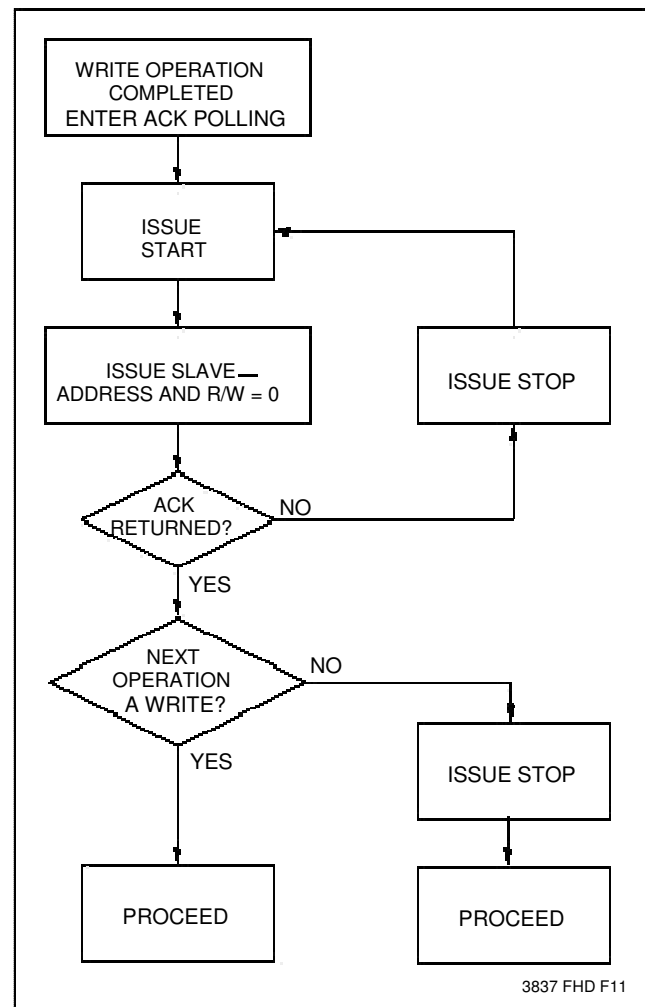 WRITE OPERATION
COMPLETED
ENTER ACK POLLING
ISSUE
START
ISSUE SLAVE
ADDRESS AND R/W = 0
ISSUE STOP
ACK
RETURNED?
NO
YES
NEXT
OPERATION
A WRITE?
NO
YES
ISSUE STOP
PROCEED
PROCEED
3837 FHD F11